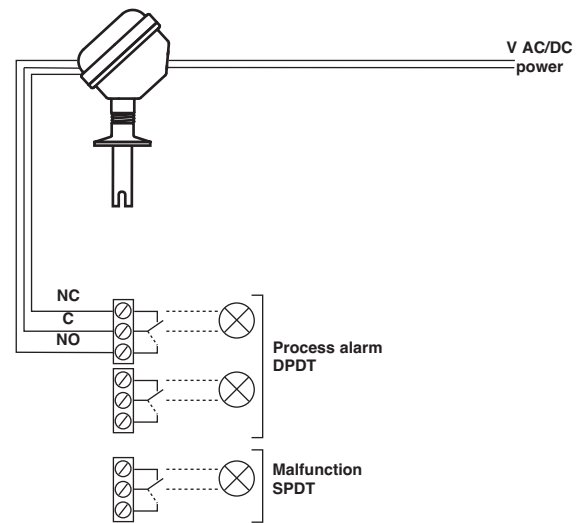 V AC/DC
power
NC
C
NO
Process alarm
DPDT
Malfunction
SPDT